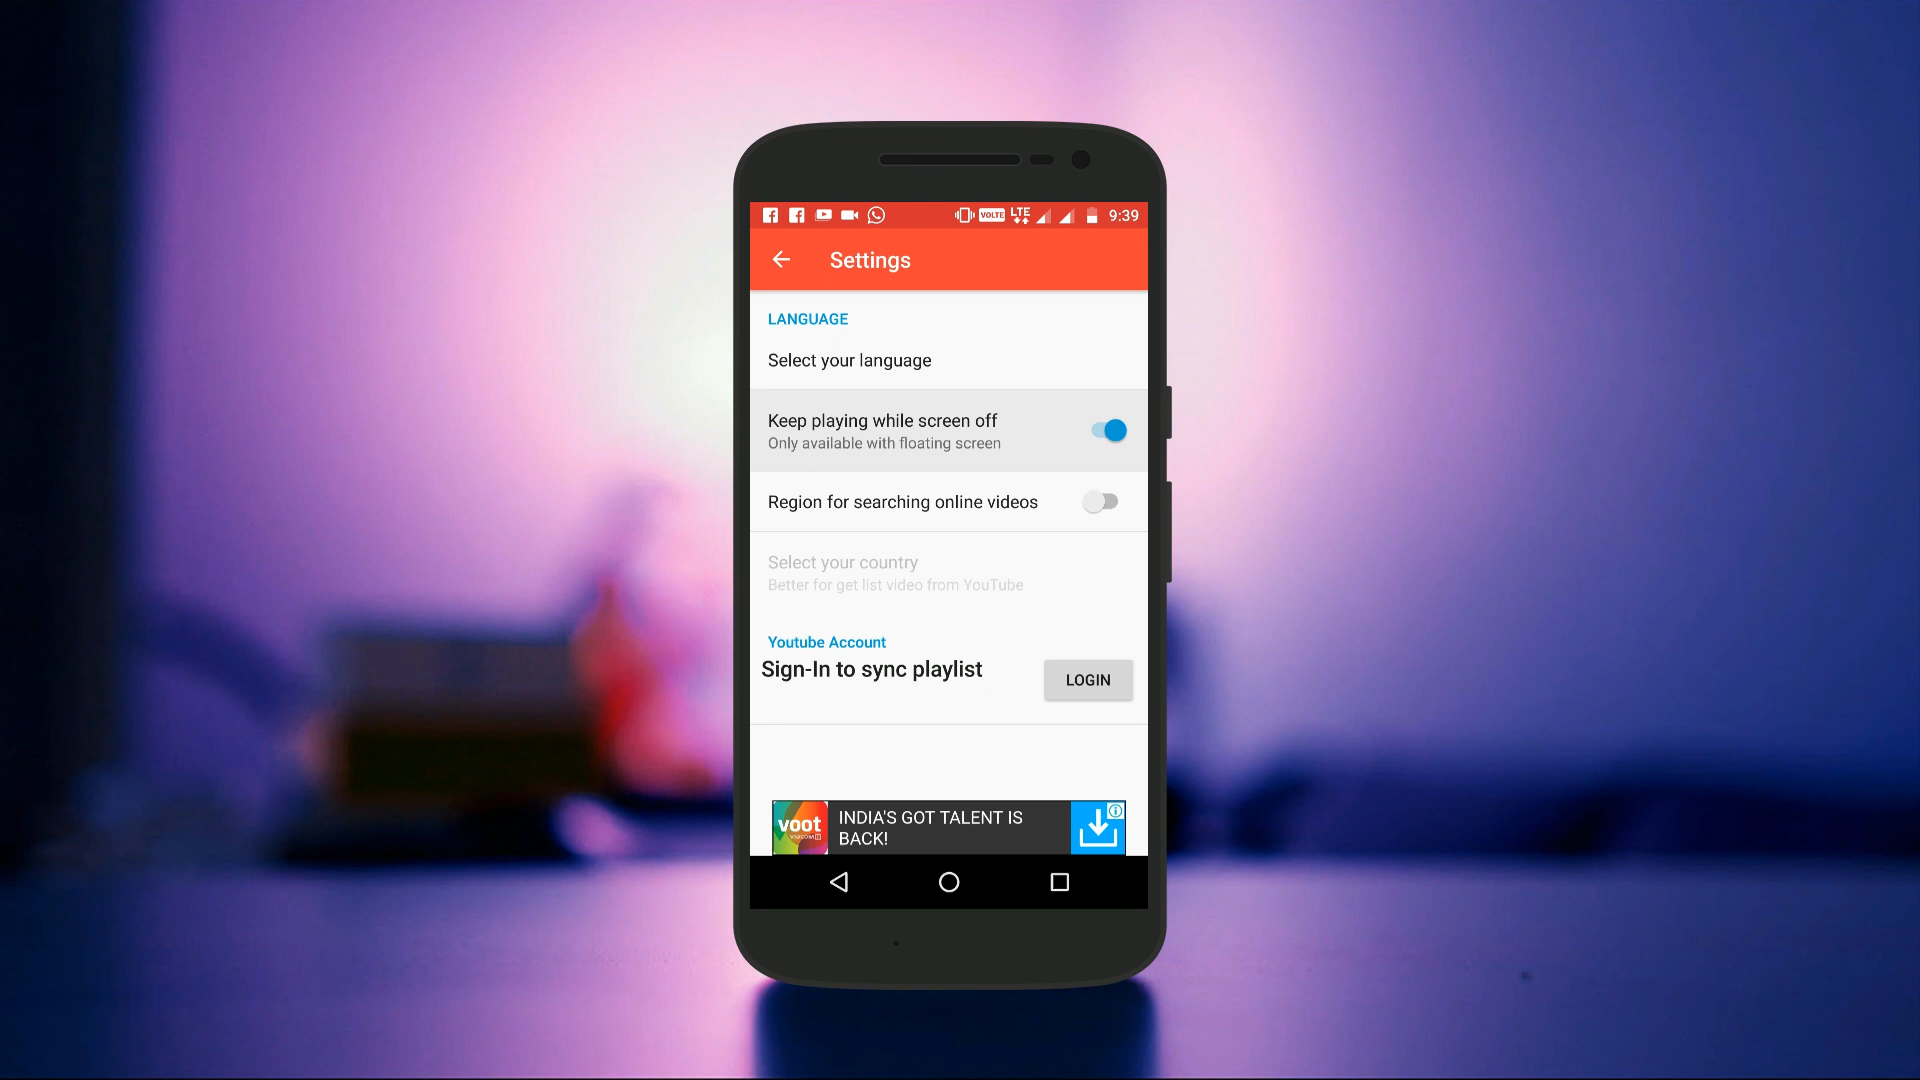 VOLTE LTE 9:39
Settings
LANGUAGE
Select your language
Keep playing while screen off
Only available with floating screen
Region for searching online videos
Select your country
Better for get list video from YouTube
Youtube Account
Sign-In to sync playlist
LOGIN
voot
INDIA'S GOT TALENT IS
BACK!